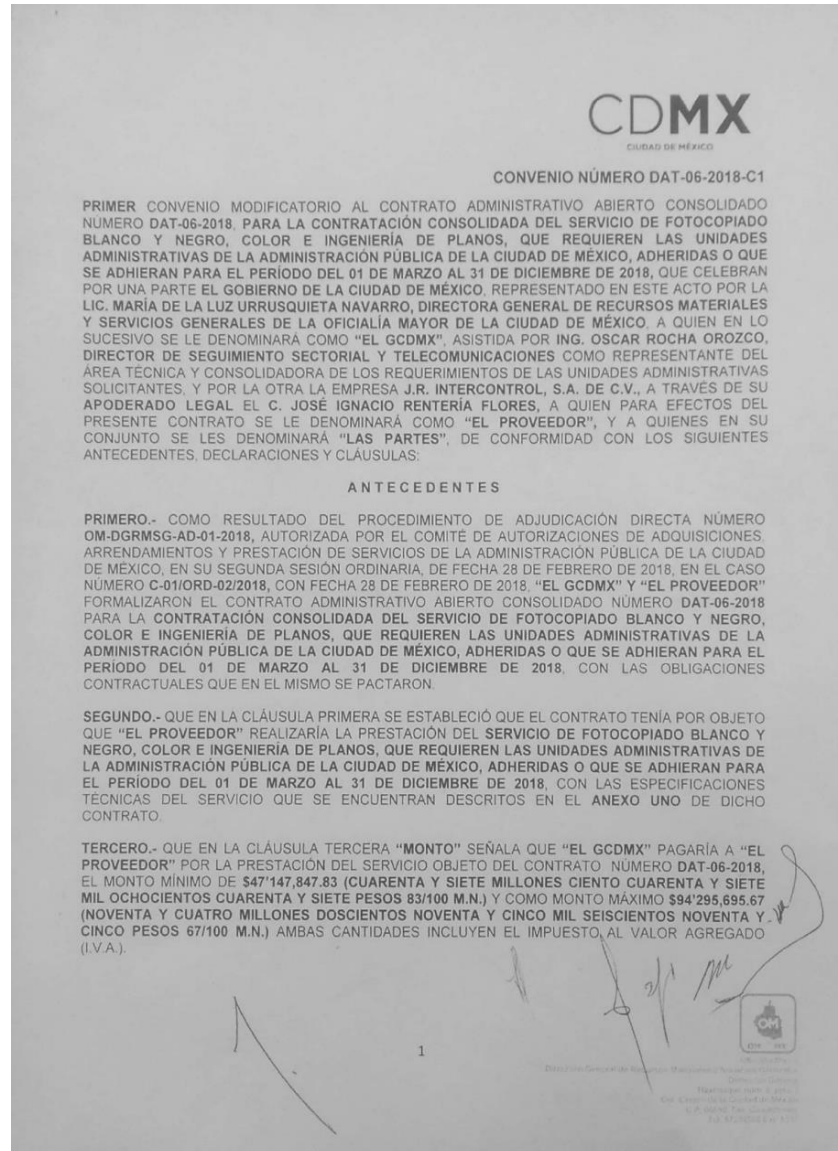 CDMX
CIUDAD DE MÉXICO
CONVENIO NÚMERO DAT-06-2018-C1
PRIMER CONVENIO MODIFICATORIO AL CONTRATO ADMINISTRATIVO ABIERTO CONSOLIDADO
NUMERO DAT-06-2018, PARA LA CONTRATACIÓN CONSOLIDADA DEL SERVICIO DE FOTOCOPIADO
BLANCO Y NEGRO, COLOR E INGENIERÍA DE PLANOS, QUE REQUIEREN LAS UNIDADES
ADMINISTRATIVAS DE LA ADMINISTRACIÓN PÚBLICA DE LA CIUDAD DE MÉXICO, ADHERIDAS O QUE
SE ADHIERAN PARA EL PERÍODO DEL 01 DE MARZO AL 31 DE DICIEMBRE DE 2018, QUE CELEBRAN
POR UNA PARTE EL GOBIERNO DE LA CIUDAD DE MÉXICO, REPRESENTADO EN ESTE ACTO POR LA
LIC. MARÍA DE LA LUZ URRUSQUIETA NAVARRO, DIRECTORA GENERAL DE RECURSOS MATERIALES
Y SERVICIOS GENERALES DE LA OFICIALÍA MAYOR DE LA CIUDAD DE MÉXICO, A QUIEN EN LO
SUCESIVO SE LE DENOMINARÁ COMO "EL GCDMX", ASISTIDA POR ING. OSCAR ROCHA OROZCO,
DIRECTOR DE SEGUIMIENTO SECTORIAL Y TELECOMUNICACIONES COMO REPRESENTANTE DEL
ÁREA TÉCNICA Y CONSOLIDADORA DE LOS REQUERIMIENTOS DE LAS UNIDADES ADMINISTRATIVAS
SOLICITANTES, Y POR LA OTRA LA EMPRESA J.R. INTERCONTROL, S.A. DE C.V., A TRAVÉS DE SU
APODERADO LEGAL EL C. JOSÉ IGNACIO RENTERÍA FLORES, A QUIEN PARA EFECTOS DEL
PRESENTE CONTRATO SE LE DENOMINARÁ COMO "EL PROVEEDOR", Y A QUIENES EN SU
CONJUNTO SE LES DENOMINARÁ "LAS PARTES", DE CONFORMIDAD CON LOS SIGUIENTES
ANTECEDENTES, DECLARACIONES Y CLÁUSULAS:
ANTECEDENTES
PRIMERO.- COMO RESULTADO DEL PROCEDIMIENTO DE ADJUDICACIÓN DIRECTA NÚMERO
OM-DGRMSG-AD-01-2018, AUTORIZADA POR EL COMITÉ DE AUTORIZACIONES DE ADQUISICIONES,
ARRENDAMIENTOS Y PRESTACIÓN DE SERVICIOS DE LA ADMINISTRACIÓN PÚBLICA DE LA CIUDAD
DE MÉXICO, EN SU SEGUNDA SESIÓN ORDINARIA, DE FECHA 28 DE FEBRERO DE 2018, EN EL CASO
NÚMERO C-01/ORD-02/2018, CON FECHA 28 DE FEBRERO DE 2018, "EL GCDMX" Y "EL PROVEEDOR"
FORMALIZARON EL CONTRATO ADMINISTRATIVO ABIERTO CONSOLIDADO NÚMERO DAT-06-2018
PARA LA CONTRATACIÓN CONSOLIDADA DEL SERVICIO DE FOTOCOPIADO BLANCO Y NEGRO,
COLOR E INGENIERÍA DE PLANOS, QUE REQUIEREN LAS UNIDADES ADMINISTRATIVAS DE LA
ADMINISTRACIÓN PÚBLICA DE LA CIUDAD DE MÉXICO, ADHERIDAS O QUE SE ADHIERAN PARA EL
PERÍODO DEL 01 DE MARZO AL 31 DE DICIEMBRE DE 2018, CON LAS OBLIGACIONES
CONTRACTUALES QUE EN EL MISMO SE PACTARON.
SEGUNDO.- QUE EN LA CLÁUSULA PRIMERA SE ESTABLECIÓ QUE EL CONTRATO TENÍA POR OBJETO
QUE "EL PROVEEDOR" REALIZARÍA LA PRESTACIÓN DEL SERVICIO DE FOTOCOPIADO BLANCO Y
NEGRO, COLOR E INGENIERÍA DE PLANOS, QUE REQUIEREN LAS UNIDADES ADMINISTRATIVAS DE
LA ADMINISTRACIÓN PÚBLICA DE LA CIUDAD DE MÉXICO, ADHERIDAS O QUE SE ADHIERAN PARA
EL PERÍODO DEL 01 DE MARZO AL 31 DE DICIEMBRE DE 2018, CON LAS ESPECIFICACIONES
TÉCNICAS DEL SERVICIO QUE SE ENCUENTRAN DESCRITOS EN EL ANEXO UNO DE DICHO
CONTRATO.
TERCERO.- QUE EN LA CLÁUSULA TERCERA "MONTO" SEÑALA QUE "EL GCDMX" PAGARÍA A "EL
PROVEEDOR" POR LA PRESTACIÓN DEL SERVICIO OBJETO DEL CONTRATO NÚMERO DAT-06-2018,
EL MONTO MÍNIMO DE $47'147,847.83 (CUARENTA Y SIETE MILLONES CIENTO CUARENTA Y SIETE
MIL OCHOCIENTOS CUARENTA Y SIETE PESOS 83/100 M.N.) Y COMO MONTO MÁXIMO $94'295,695.67
(NOVENTA Y CUATRO MILLONES DOSCIENTOS NOVENTA Y CINCO MIL SEISCIENTOS NOVENTA Y
CINCO PESOS 67/100 M.N.) AMBAS CANTIDADES INCLUYEN EL IMPUESTO AL VALOR AGREGADO
(I.V.A.).
OM
1